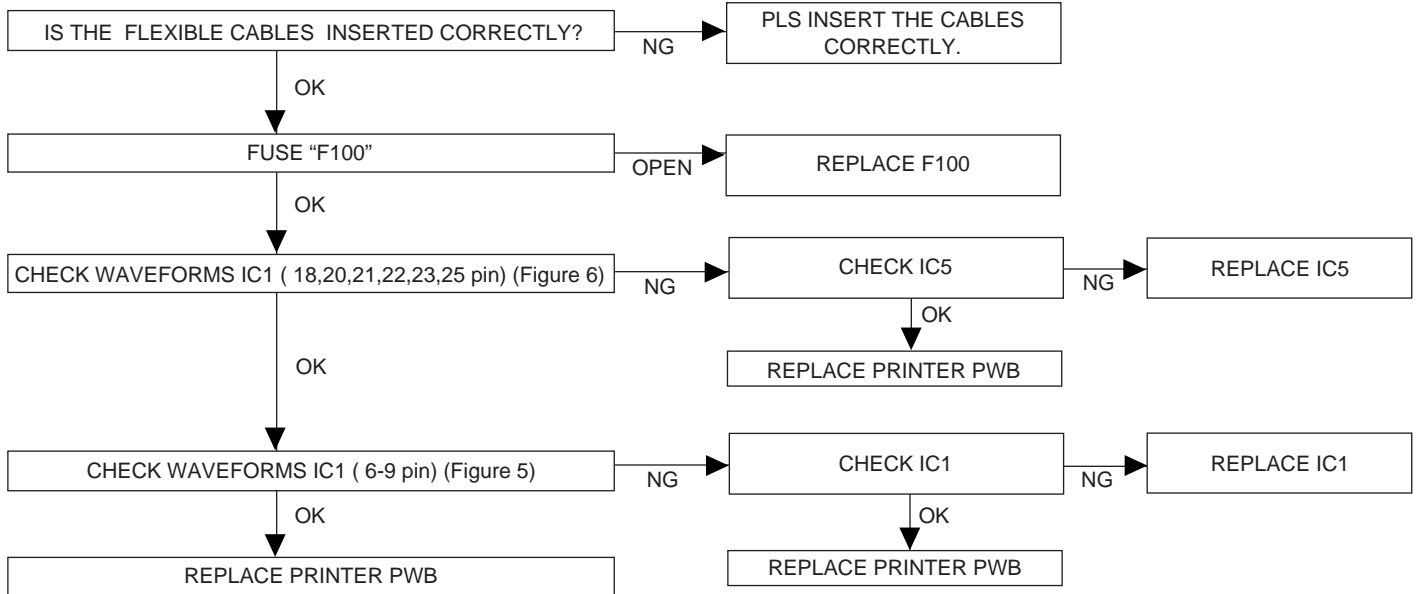 IS THE FLEXIBLE CABLES INSERTED CORRECTLY?
NG
PLS INSERT THE CABLES
CORRECTLY.
OK
FUSE “F100”
OPEN
REPLACE F100
OK
CHECK WAVEFORMS IC1 ( 18,20,21,22,23,25 pin) (Figure 6)
NG
CHECK IC5
NG
REPLACE IC5
OK
REPLACE PRINTER PWB
OK
CHECK WAVEFORMS IC1 ( 6-9 pin) (Figure 5)
NG
CHECK IC1
NG
REPLACE IC1
OK
REPLACE PRINTER PWB
OK
REPLACE PRINTER PWB